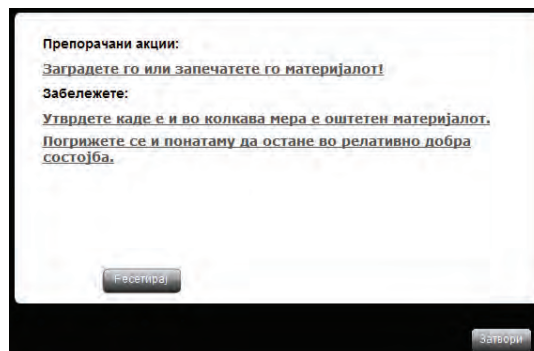 Препорачани акции:
Заградете го или запечатете го материјалот!
Забележете:
Утврдете каде е и во колкава мера е оштетен материјалот.
Погрижете се и понатаму да остане во релативно добра
состојба.
Ресетирај
Затвори